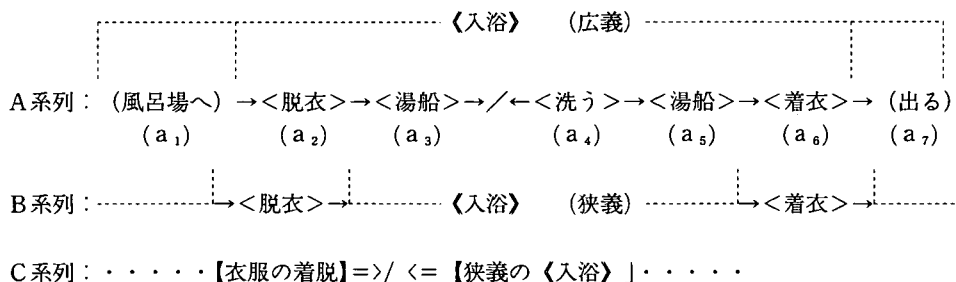 《入浴》 (広義)
A系列: (風呂場へ) →<脱衣>→<湯船>→/←<洗う>→<湯船>→<着衣>→ (出る)
(a₁) (a₂) (a₃) (a₄) (a₅) (a₆) (a₇)
B系列: →<脱衣>→ 《入浴》 (狭義) →<着衣>→
C系列: ・・・・・【衣服の着脱】=>/ <= 【狭義の《入浴》 」・・・・・